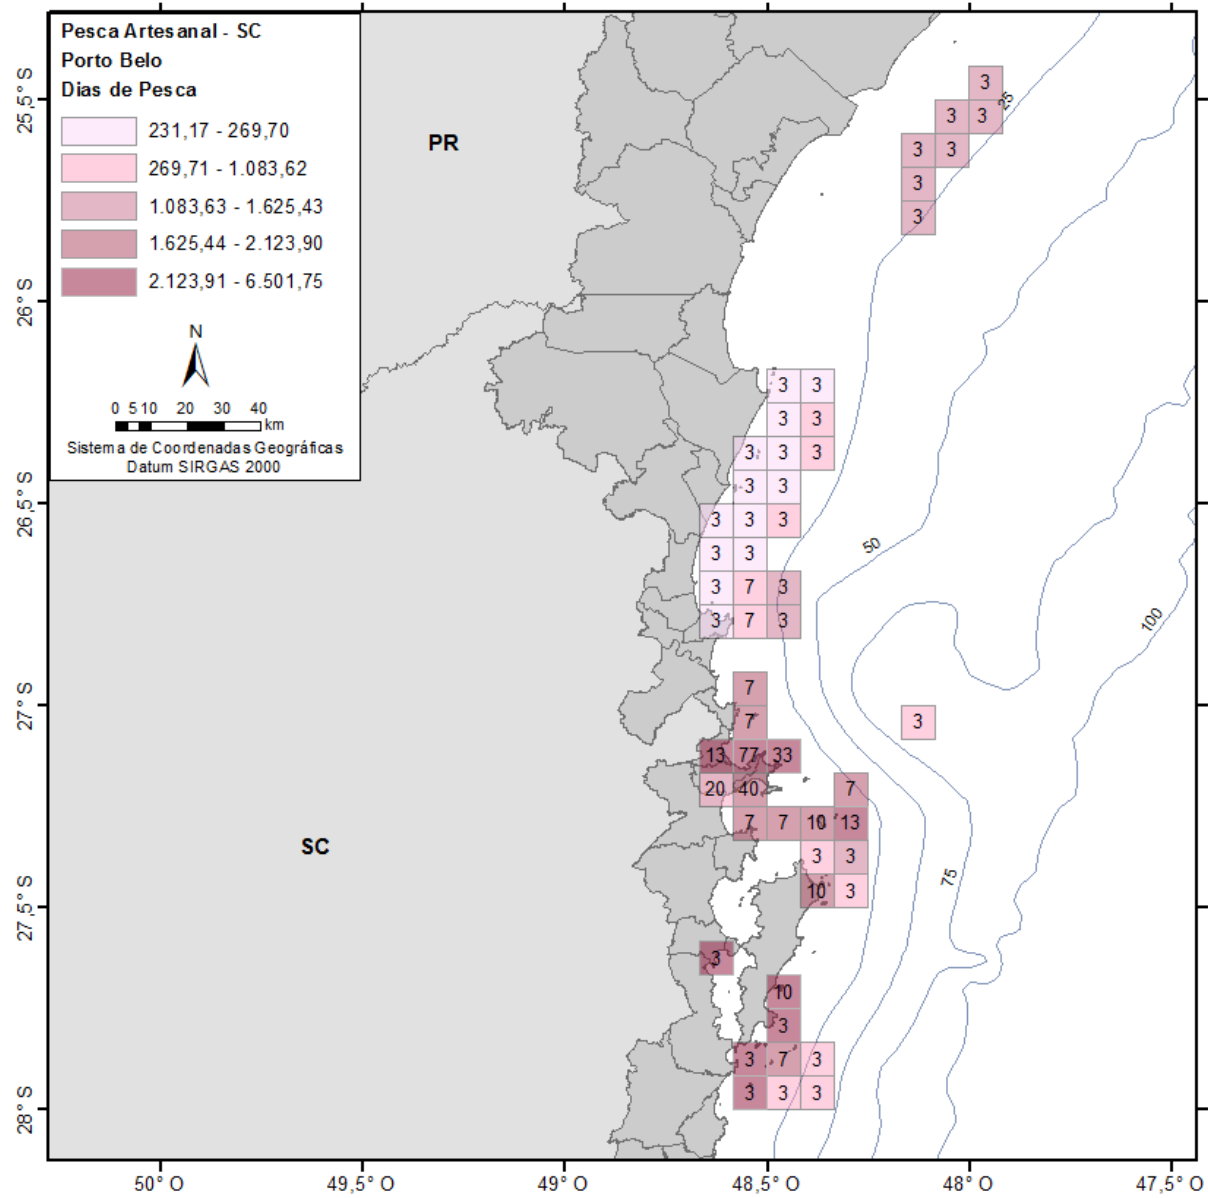 Pesca Artesanal - SC
Porto Belo
Dias de Pesca
231,17 - 269,70
269,71 - 1.083,62
1.083,63 - 1.625,43
1.625,44 - 2.123,90
2.123,91 - 6.501,75
N
0 5 10 20 30 40
km
Sistema de Coordenadas Geográficas
Datum SIRGAS 2000
PR
SC
25
50
100
75
3
3 3
3 3
3
3
3 3
3 3
3 3 3
3 3
3 3 3
3 3
3 7 3
3 7 3
7
7 3
13 77 33
20 40 7
7 7 10 13
3 3
10 3
3
10
3
3 7 3
3 3 3
25,5° S
26° S
26,5° S
27° S
27,5° S
28° S
50° O
49,5° O
49° O
48,5° O
48° O
47,5° O